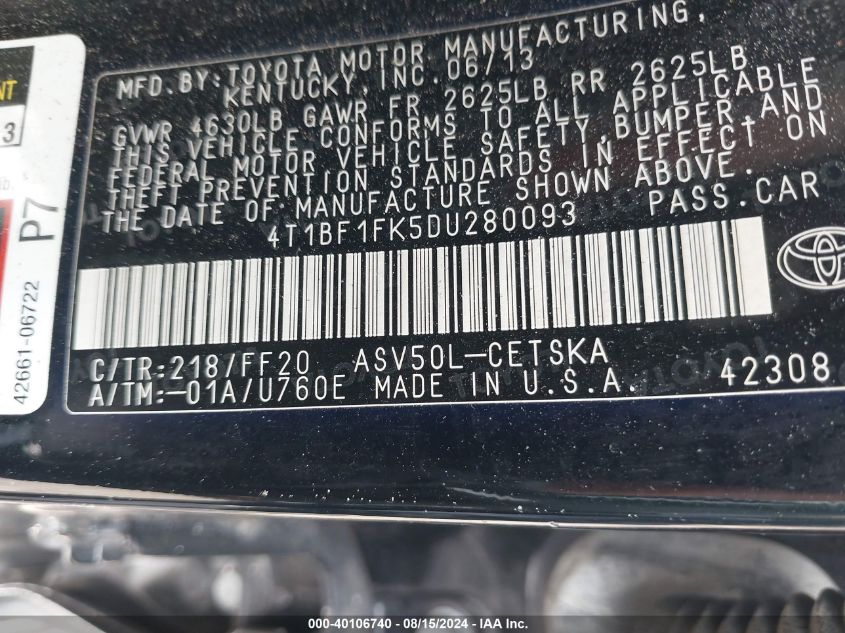 MFD. BY: TOYOTA MOTOR MANUFACTURING,
KENTUCKY, INC. 06/13
GVWR 4630LB GAWR FR 2625LB RR 2625LB
THIS VEHICLE CONFORMS TO ALL APPLICABLE
FEDERAL MOTOR VEHICLE SAFETY, BUMPER, AND
THEFT PREVENTION STANDARDS IN EFFECT ON
THE DATE OF MANUFACTURE SHOWN ABOVE.
4T1BF1FK5DU280093 PASS.CAR
C/TR: 218/FF20 ASV50L-CETSKA
A/TM: -01A/U760E MADE IN U.S.A. 42308
NT
3
P7
42661-06722
000-40106740 - 08/15/2024 - IAA, Inc.